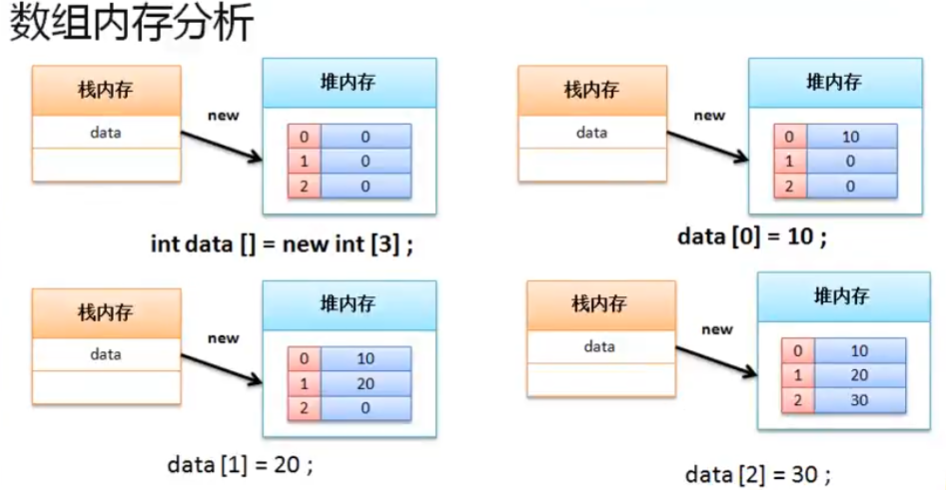 数组内存分析
栈内存
data
new
堆内存
0 0
1 0
2 0
int data [] = new int [3] ;
栈内存
data
new
堆内存
0 10
1 0
2 0
data [0] = 10 ;
栈内存
data
new
堆内存
0 10
1 20
2 0
data [1] = 20 ;
栈内存
data
new
堆内存
0 10
1 20
2 30
data [2] = 30 ;